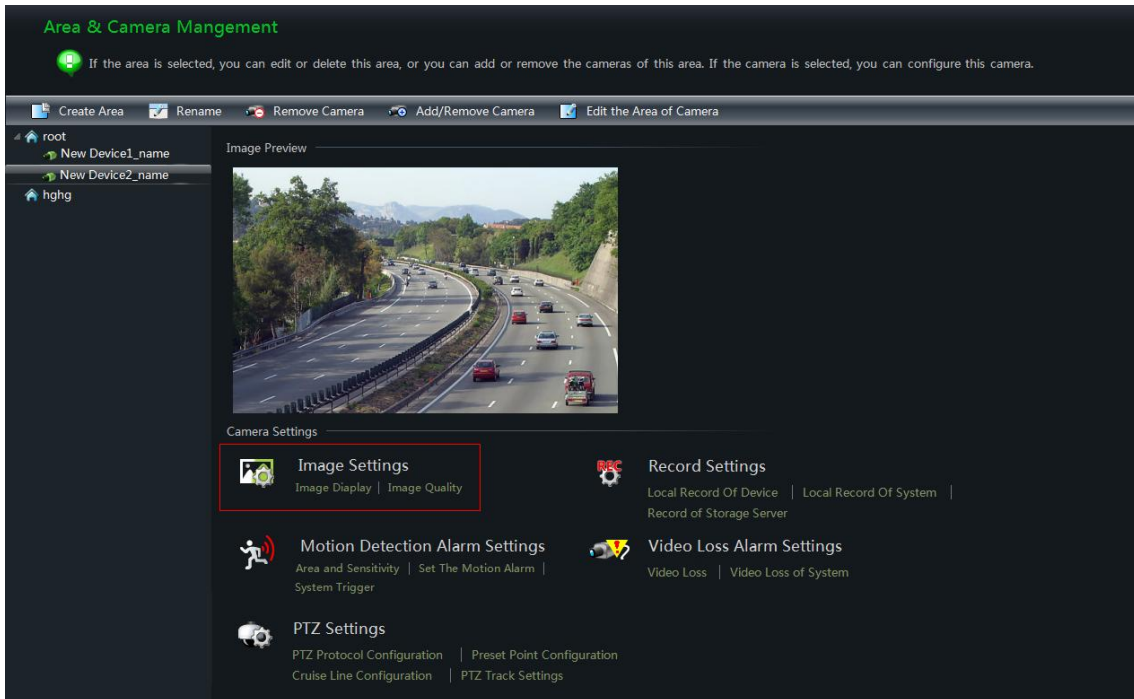 Area & Camera Mangement
If the area is selected, you can edit or delete this area, or you can add or remove the cameras of this area. If the camera is selected, you can configure this camera.
Create Area Rename Remove Camera Add/Remove Camera Edit the Area of Camera
root
New Device1_name
New Device2_name
hghg
Image Preview
Camera Settings
Image Settings
Image Diaplay | Image Quality
REC
Record Settings
Local Record Of Device | Local Record Of System |
Record of Storage Server
Motion Detection Alarm Settings
Area and Sensitivity | Set The Motion Alarm |
System Trigger
Video Loss Alarm Settings
Video Loss | Video Loss of System
PTZ Settings
PTZ Protocol Configuration | Preset Point Configuration
Cruise Line Configuration | PTZ Track Settings